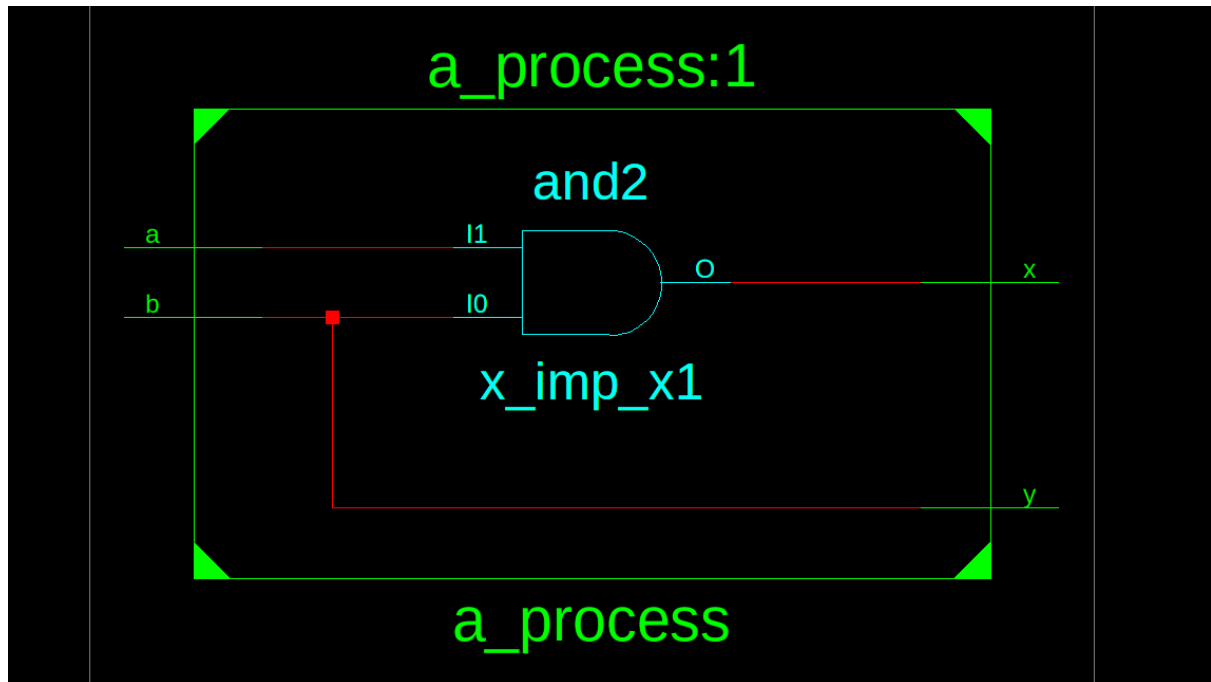 a_process:1
and2
a
I1
O
x
b
I0
x_imp_x1
y
a_process